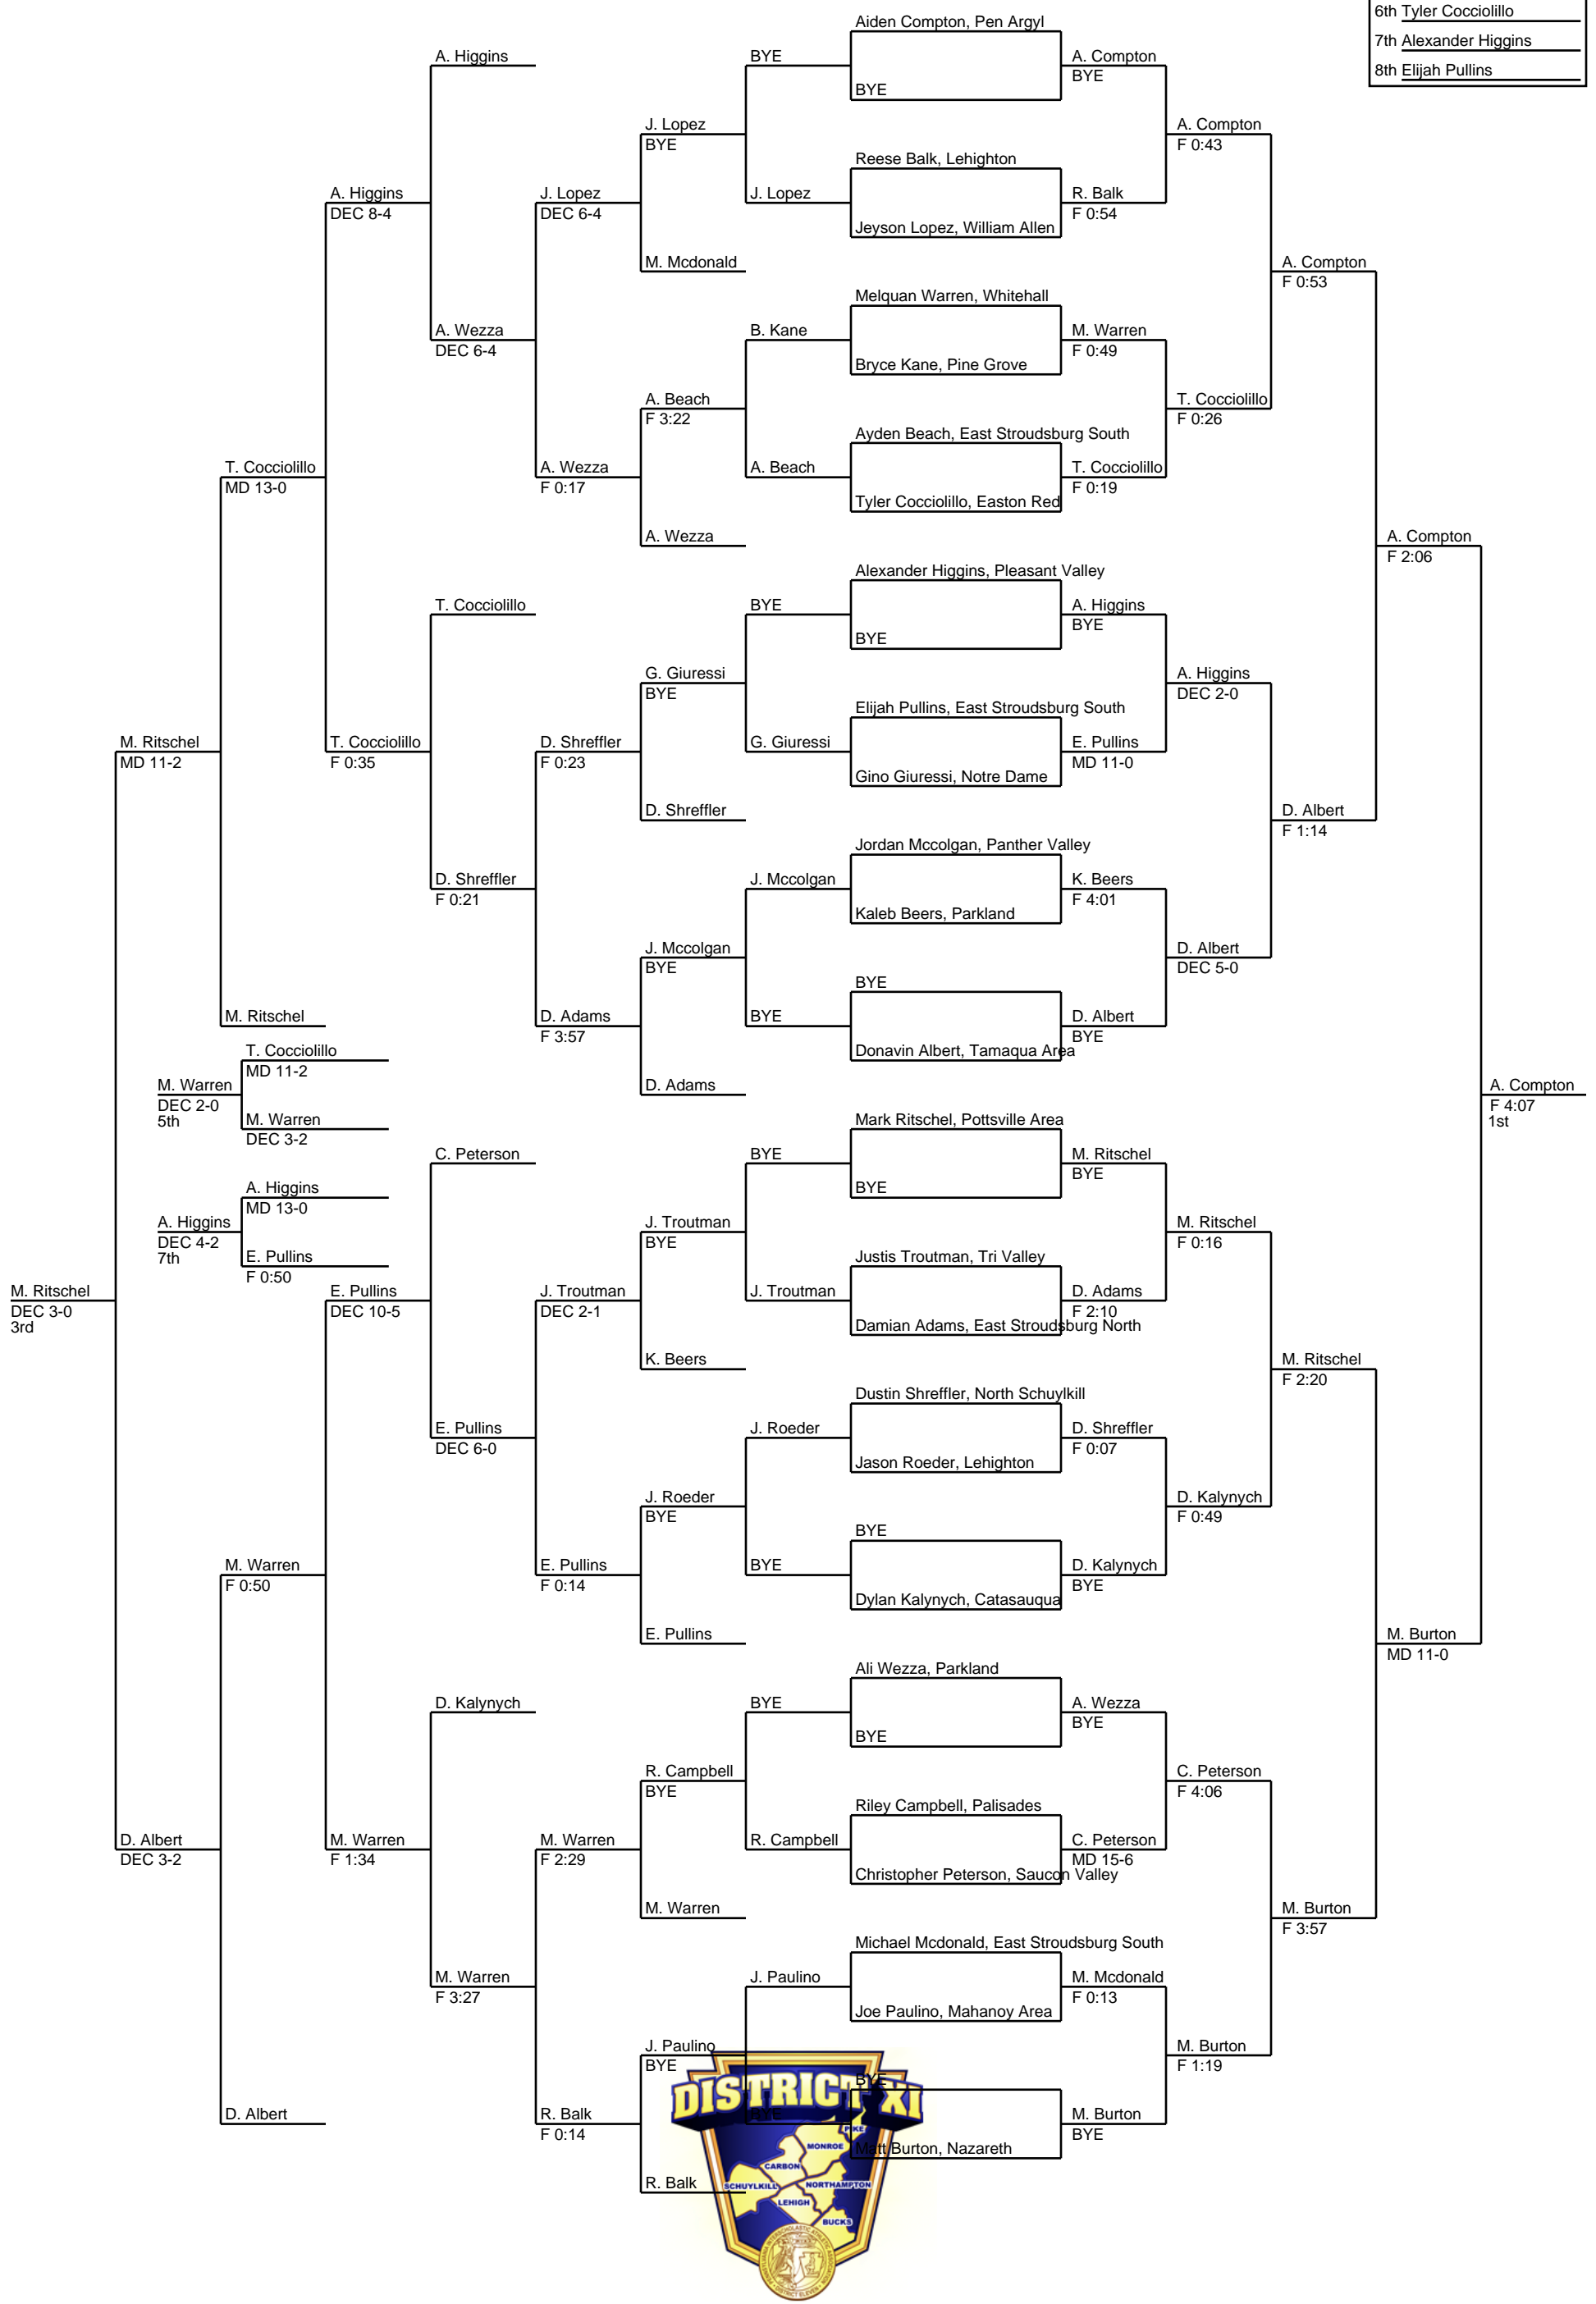 6th Tyler Cocciolillo
7th Alexander Higgins
8th Elijah Pullins
Aiden Compton, Pen Argyl
A. Higgins
BYE
A. Compton
BYE
BYE
J. Lopez
BYE
A. Compton
F 0:43
Reese Balk, Lehighton
A. Higgins
DEC 8-4
J. Lopez
DEC 6-4
J. Lopez
R. Balk
F 0:54
Jeyson Lopez, William Allen
M. Mcdonald
A. Compton
F 0:53
Melquan Warren, Whitehall
A. Wezza
DEC 6-4
B. Kane
M. Warren
F 0:49
Bryce Kane, Pine Grove
A. Beach
F 3:22
T. Cocciolillo
F 0:26
Ayden Beach, East Stroudsburg South
T. Cocciolillo
MD 13-0
A. Wezza
F 0:17
A. Beach
T. Cocciolillo
F 0:19
Tyler Cocciolillo, Easton Red
A. Wezza
A. Compton
F 2:06
Alexander Higgins, Pleasant Valley
T. Cocciolillo
BYE
A. Higgins
BYE
BYE
G. Giuressi
BYE
A. Higgins
DEC 2-0
Elijah Pullins, East Stroudsburg South
M. Ritschel
MD 11-2
T. Cocciolillo
F 0:35
D. Shreffler
F 0:23
G. Giuressi
E. Pullins
MD 11-0
Gino Giuressi, Notre Dame
D. Shreffler
D. Albert
F 1:14
Jordan Mccolgan, Panther Valley
D. Shreffler
F 0:21
J. Mccolgan
K. Beers
F 4:01
Kaleb Beers, Parkland
J. Mccolgan
BYE
D. Albert
DEC 5-0
BYE
M. Ritschel
D. Adams
F 3:57
BYE
D. Albert
BYE
Donavin Albert, Tamaqua Area
T. Cocciolillo
MD 11-2
M. Warren
DEC 2-0
5th
D. Adams
A. Compton
F 4:07
1st
M. Warren
DEC 3-2
Mark Ritschel, Pottsville Area
C. Peterson
BYE
M. Ritschel
BYE
BYE
A. Higgins
MD 13-0
A. Higgins
DEC 4-2
7th
J. Troutman
BYE
M. Ritschel
F 0:16
E. Pullins
F 0:50
Justis Troutman, Tri Valley
M. Ritschel
DEC 3-0
3rd
E. Pullins
DEC 10-5
J. Troutman
DEC 2-1
J. Troutman
D. Adams
F 2:10
Damian Adams, East Stroudsburg North
K. Beers
M. Ritschel
F 2:20
Dustin Shreffler, North Schuylkill
E. Pullins
DEC 6-0
J. Roeder
D. Shreffler
F 0:07
Jason Roeder, Lehighton
J. Roeder
BYE
D. Kalynych
F 0:49
BYE
M. Warren
F 0:50
E. Pullins
F 0:14
BYE
D. Kalynych
BYE
Dylan Kalynych, Catasauqua
E. Pullins
M. Burton
MD 11-0
Ali Wezza, Parkland
D. Kalynych
BYE
A. Wezza
BYE
BYE
R. Campbell
BYE
C. Peterson
F 4:06
Riley Campbell, Palisades
D. Albert
DEC 3-2
M. Warren
F 1:34
M. Warren
F 2:29
R. Campbell
C. Peterson
MD 15-6
Christopher Peterson, Saucon Valley
M. Warren
M. Burton
F 3:57
Michael Mcdonald, East Stroudsburg South
M. Warren
F 3:27
J. Paulino
M. Mcdonald
F 0:13
Joe Paulino, Mahanoy Area
J. Paulino
BYE
M. Burton
F 1:19
BYE
DISTRICT XI
D. Albert
R. Balk
F 0:14
BYE
M. Burton
BYE
Matt Burton, Nazareth
R. Balk
PIKE
MONROE
CARBON
SCHUYLKILL
NORTHAMPTON
LEHIGH
BUCKS